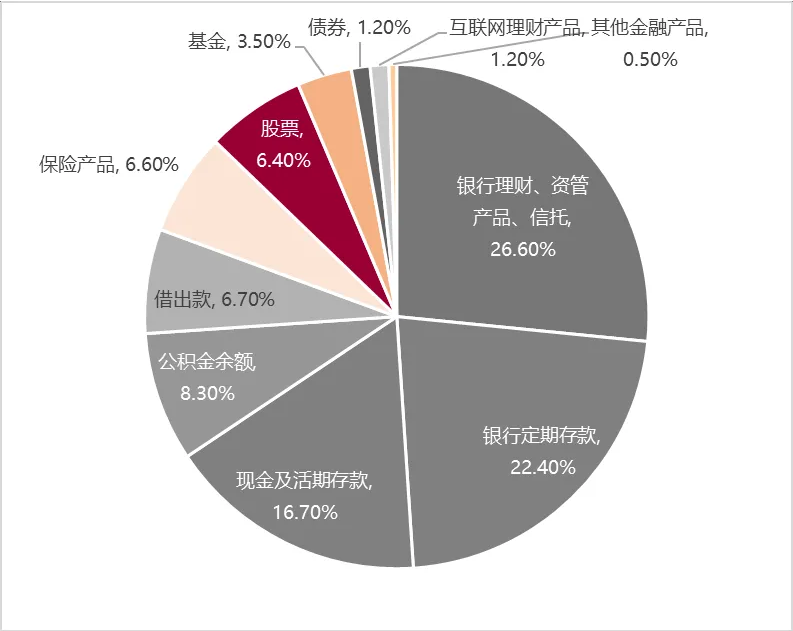 债券, 1.20%
互联网理财产品,
1.20%
其他金融产品,
0.50%
基金, 3.50%
股票,
6.40%
保险产品, 6.60%
银行理财、资管
产品、信托,
26.60%
借出款, 6.70%
公积金余额,
8.30%
银行定期存款,
22.40%
现金及活期存款,
16.70%